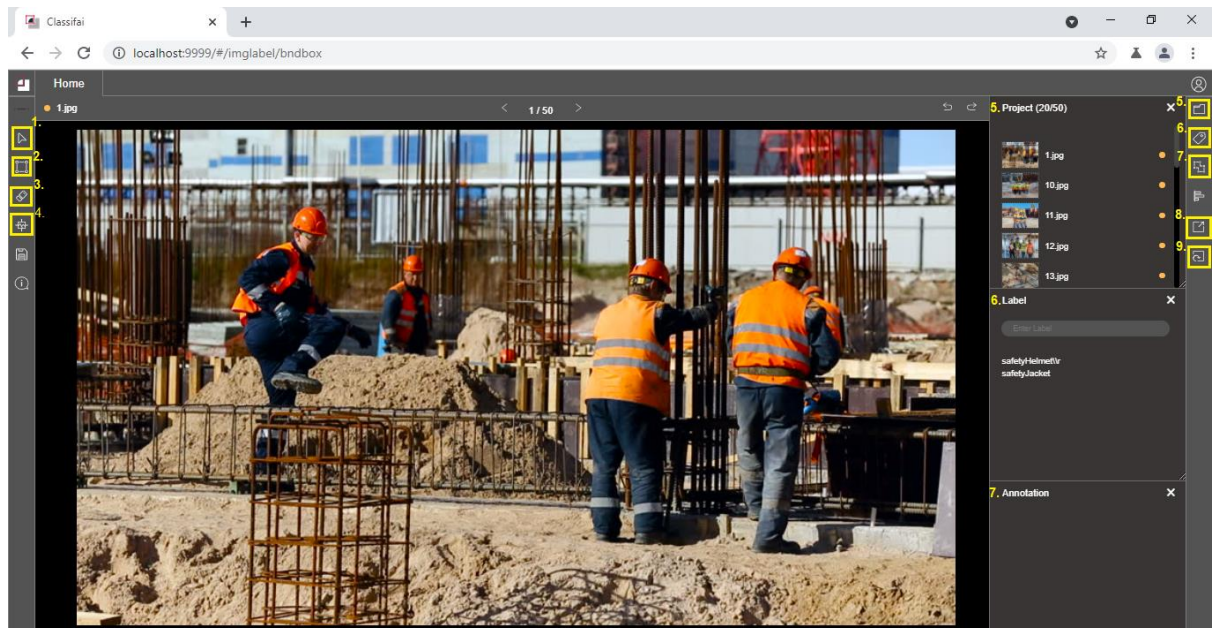 Classifai
localhost:9999/#/imglabel/bndbox
Home
1.jpg
1 / 50
1.
2.
3.
4.
5. Project (20/50)
1.jpg
10.jpg
11.jpg
12.jpg
13.jpg
5.
6.
7.
8.
9.
6. Label
Enter Label
safetyHelmet\\r
safetyJacket
7. Annotation